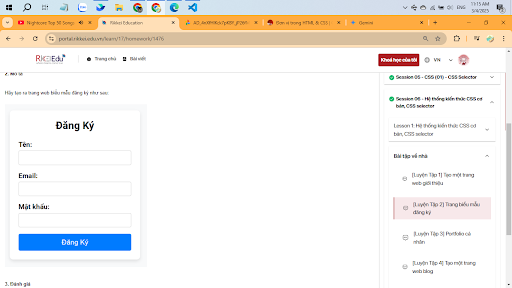 11:15 AM
ENG
3/4/2025
Nightcore Top 50 Songs
Rikkei Education
Đơn vị trong HTML & CSS |
Gemini
portal.rikkei.edu.vn/learn/17/homework/1476
RikkeiEdu
Trang chủ
Bài viết
Khoá học của tôi
VN
2. Mô tả
Hãy tạo ra trang web biểu mẫu đăng ký như sau:
Đăng Ký
Tên:
Email:
Mật khẩu:
Đăng Ký
3. Đánh giá
Session 05 - CSS (01) - CSS Selector
Session 06 - Hệ thống kiến thức CSS cơ
bản, CSS selector
Lesson 1: Hệ thống kiến thức CSS cơ
bản, CSS selector
Bài tập về nhà
[Luyện Tập 1] Tạo một trang
web giới thiệu
[Luyện Tập 2] Trang biểu mẫu
đăng ký
[Luyện Tập 3] Portfolio cá
nhân
[Luyện Tập 4] Tạo một trang
web blog